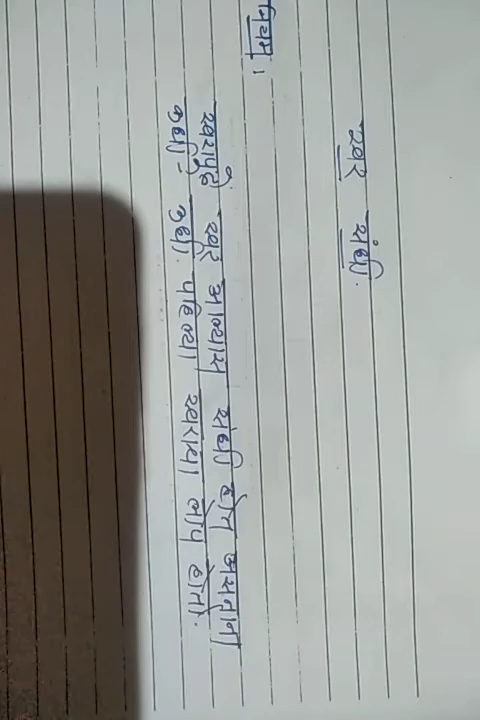 स्वर संधी.
नियम १
स्वरापुढे स्वर आल्यास संधी होत असताना
कधी - कधी पहिल्या स्वराचा लोप होतो.